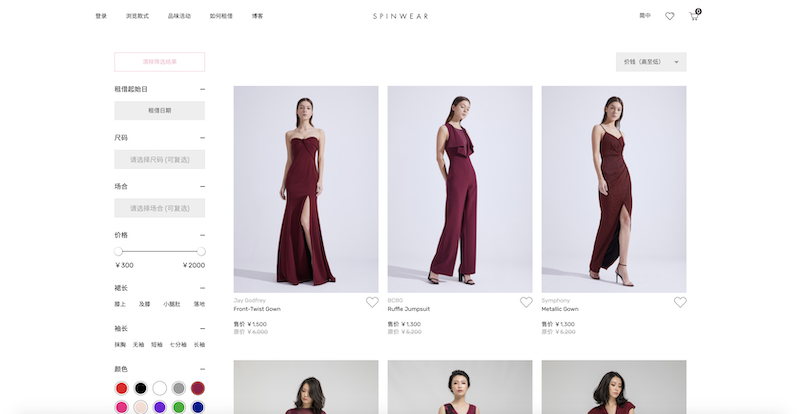 登录 浏览款式 品味活动 如何租借 博客 SPINWEAR 简中 0
清除筛选结果 价钱（高至低）
租借起始日
租借日期
尺码
请选择尺码 (可复选)
场合
请选择场合 (可复选)
价格
￥300 ￥2000
裙长
膝上 及膝 小腿肚 落地
袖长
抹胸 无袖 短袖 七分袖 长袖
颜色
Jay Godfrey
Front-Twist Gown
售价 ￥1,500
原价 ￥6,000
BCBG
Ruffle Jumpsuit
售价 ￥1,300
原价 ￥5,200
Symphony
Metallic Gown
售价 ￥1,300
原价 ￥5,200